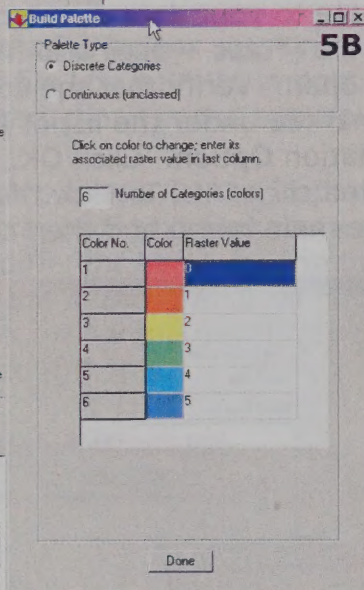 Build Palette
5B
Palette Type
Discrete Categories
Continuous (unclassed)
Click on color to change; enter its
associated raster value in last column.
6 Number of Categories (colors)
Color No. Color Raster Value
1 0
2 1
3 2
4 3
5 4
6 5
Done